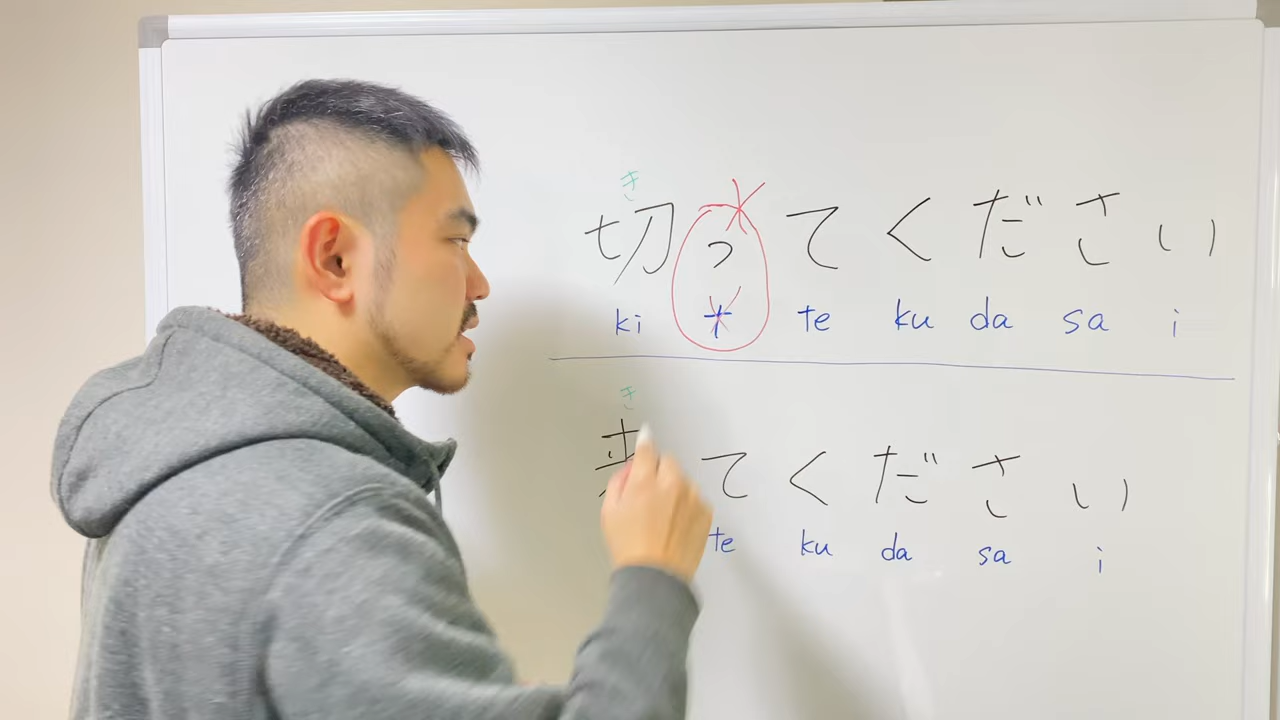 き
切ってください
ki t te ku da sa i
き
来てください
te ku da sa i